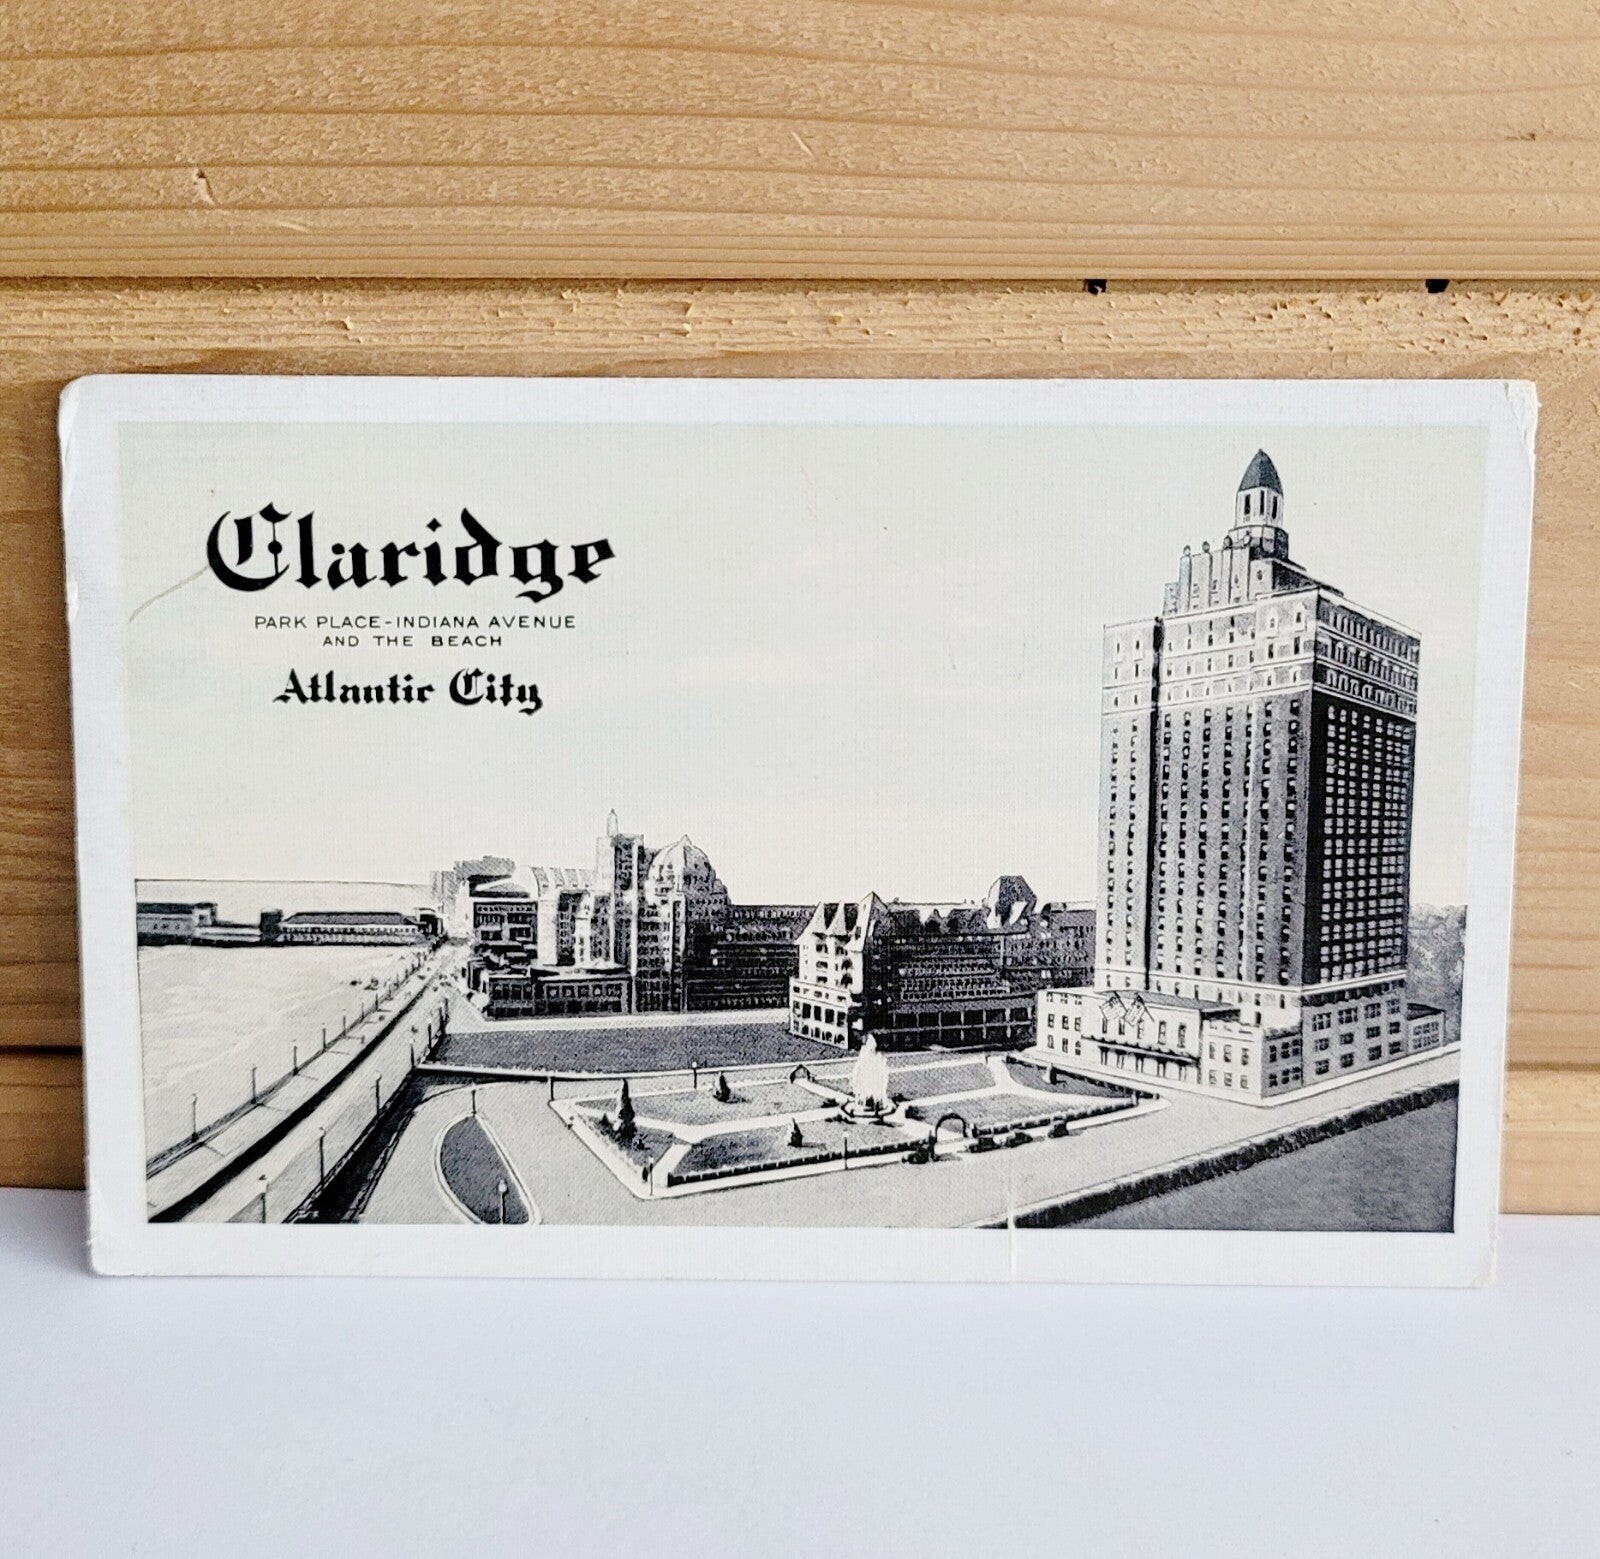 Claridge
PARK PLACE-INDIANA AVENUE
AND THE BEACH
Atlantic City